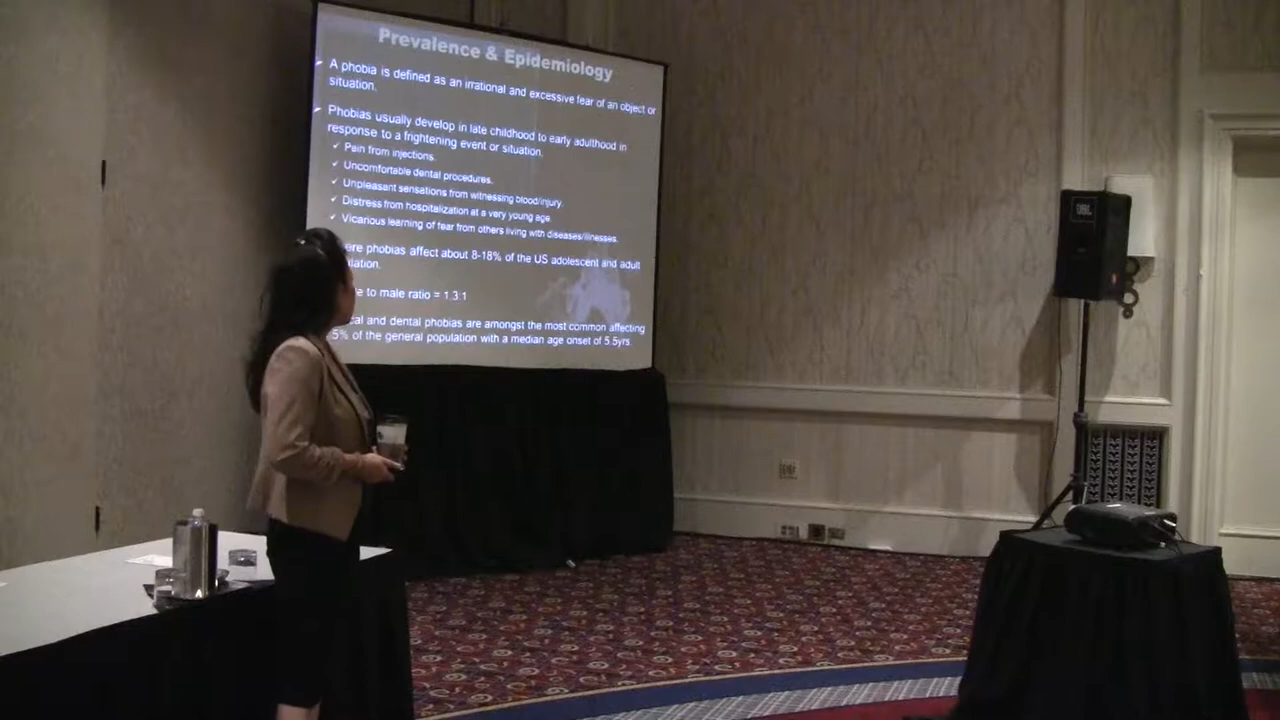 Prevalence & Epidemiology
A phobia is defined as an irrational and excessive fear of an object or
situation.
Phobias usually develop in late childhood to early adulthood in
response to a frightening event or situation.
✓ Pain from injections.
✓ Uncomfortable dental procedures.
✓ Unpleasant sensations from witnessing blood/injury.
✓ Distress from hospitalization at a very young age.
✓ Vicarious learning of fear from others living with diseases/illnesses.
phobias affect about 8-18% of the US adolescent and adult
to male ratio = 1.3:1
and dental phobias are amongst the most common affecting
5% of the general population with a median age onset of 5.5yrs.
JBL